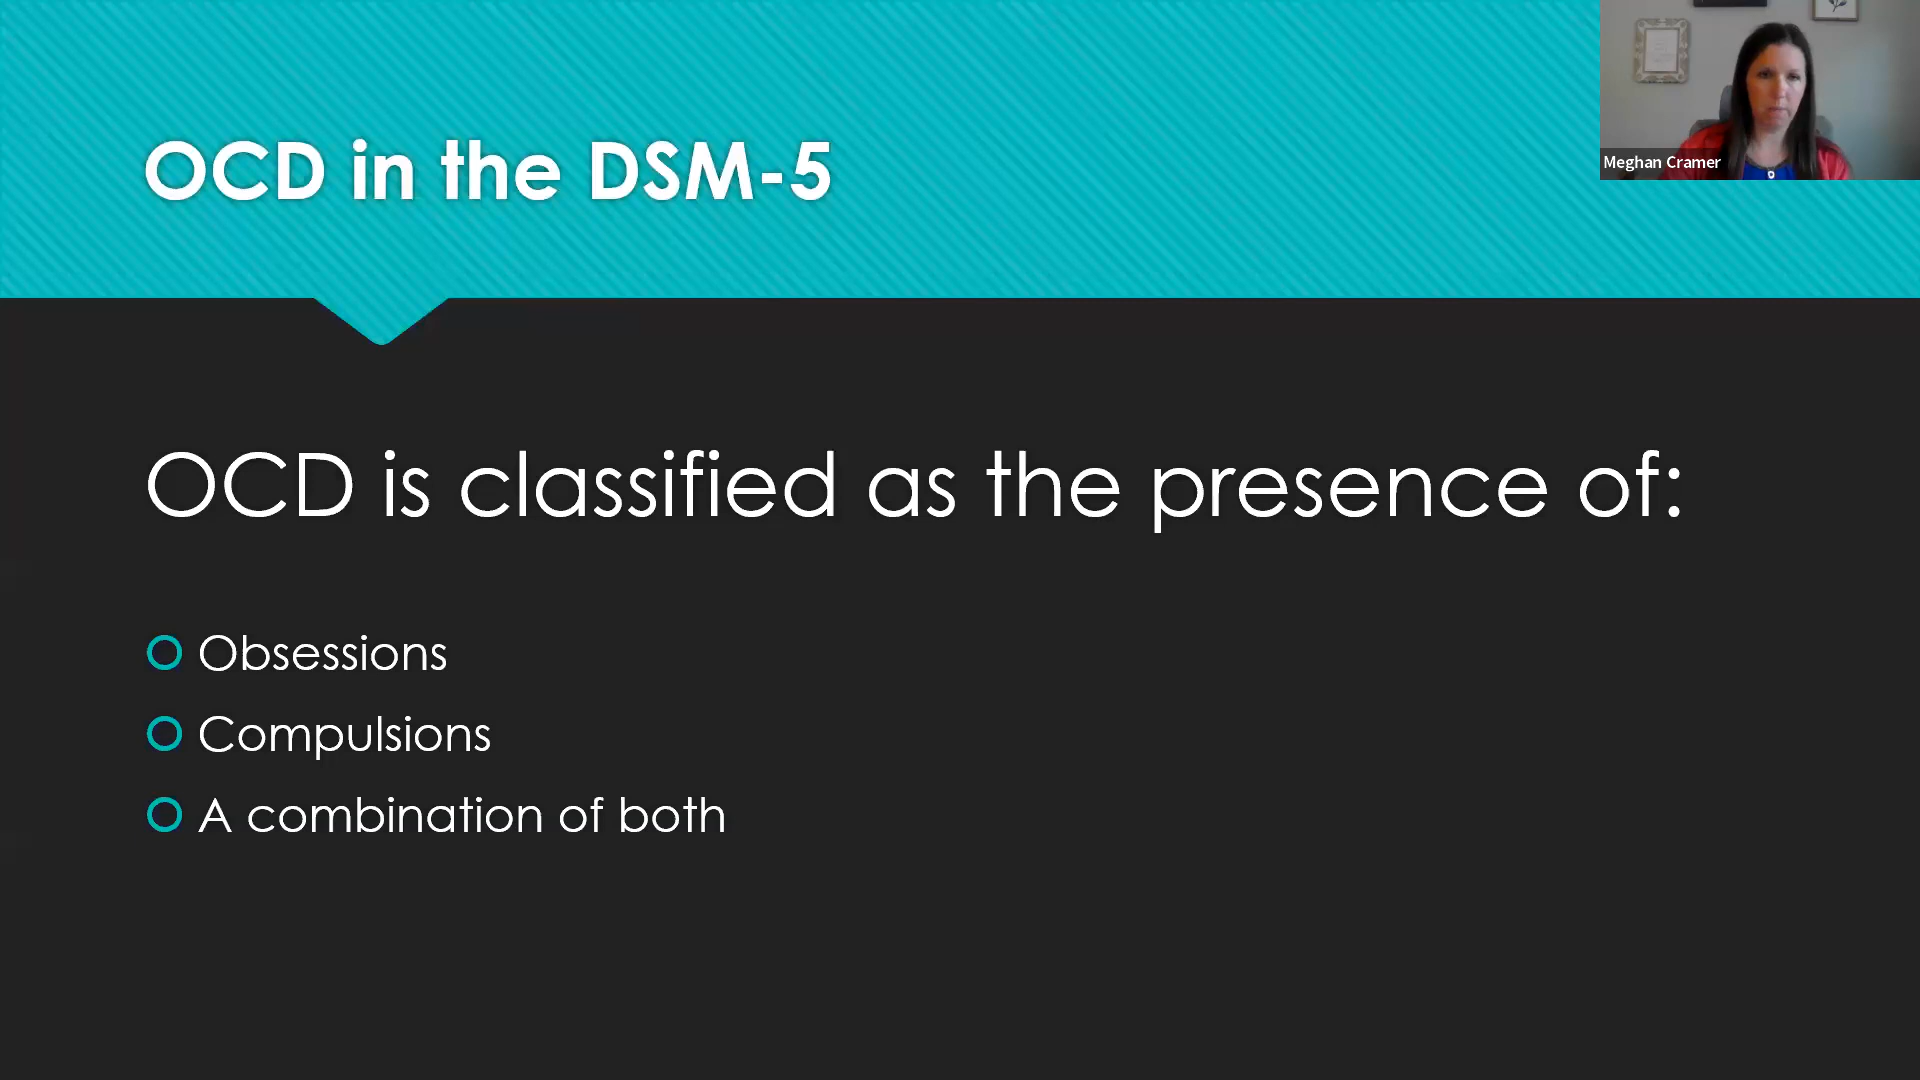 OCD in the DSM-5
Meghan Cramer
OCD is classified as the presence of:
Obsessions
Compulsions
A combination of both